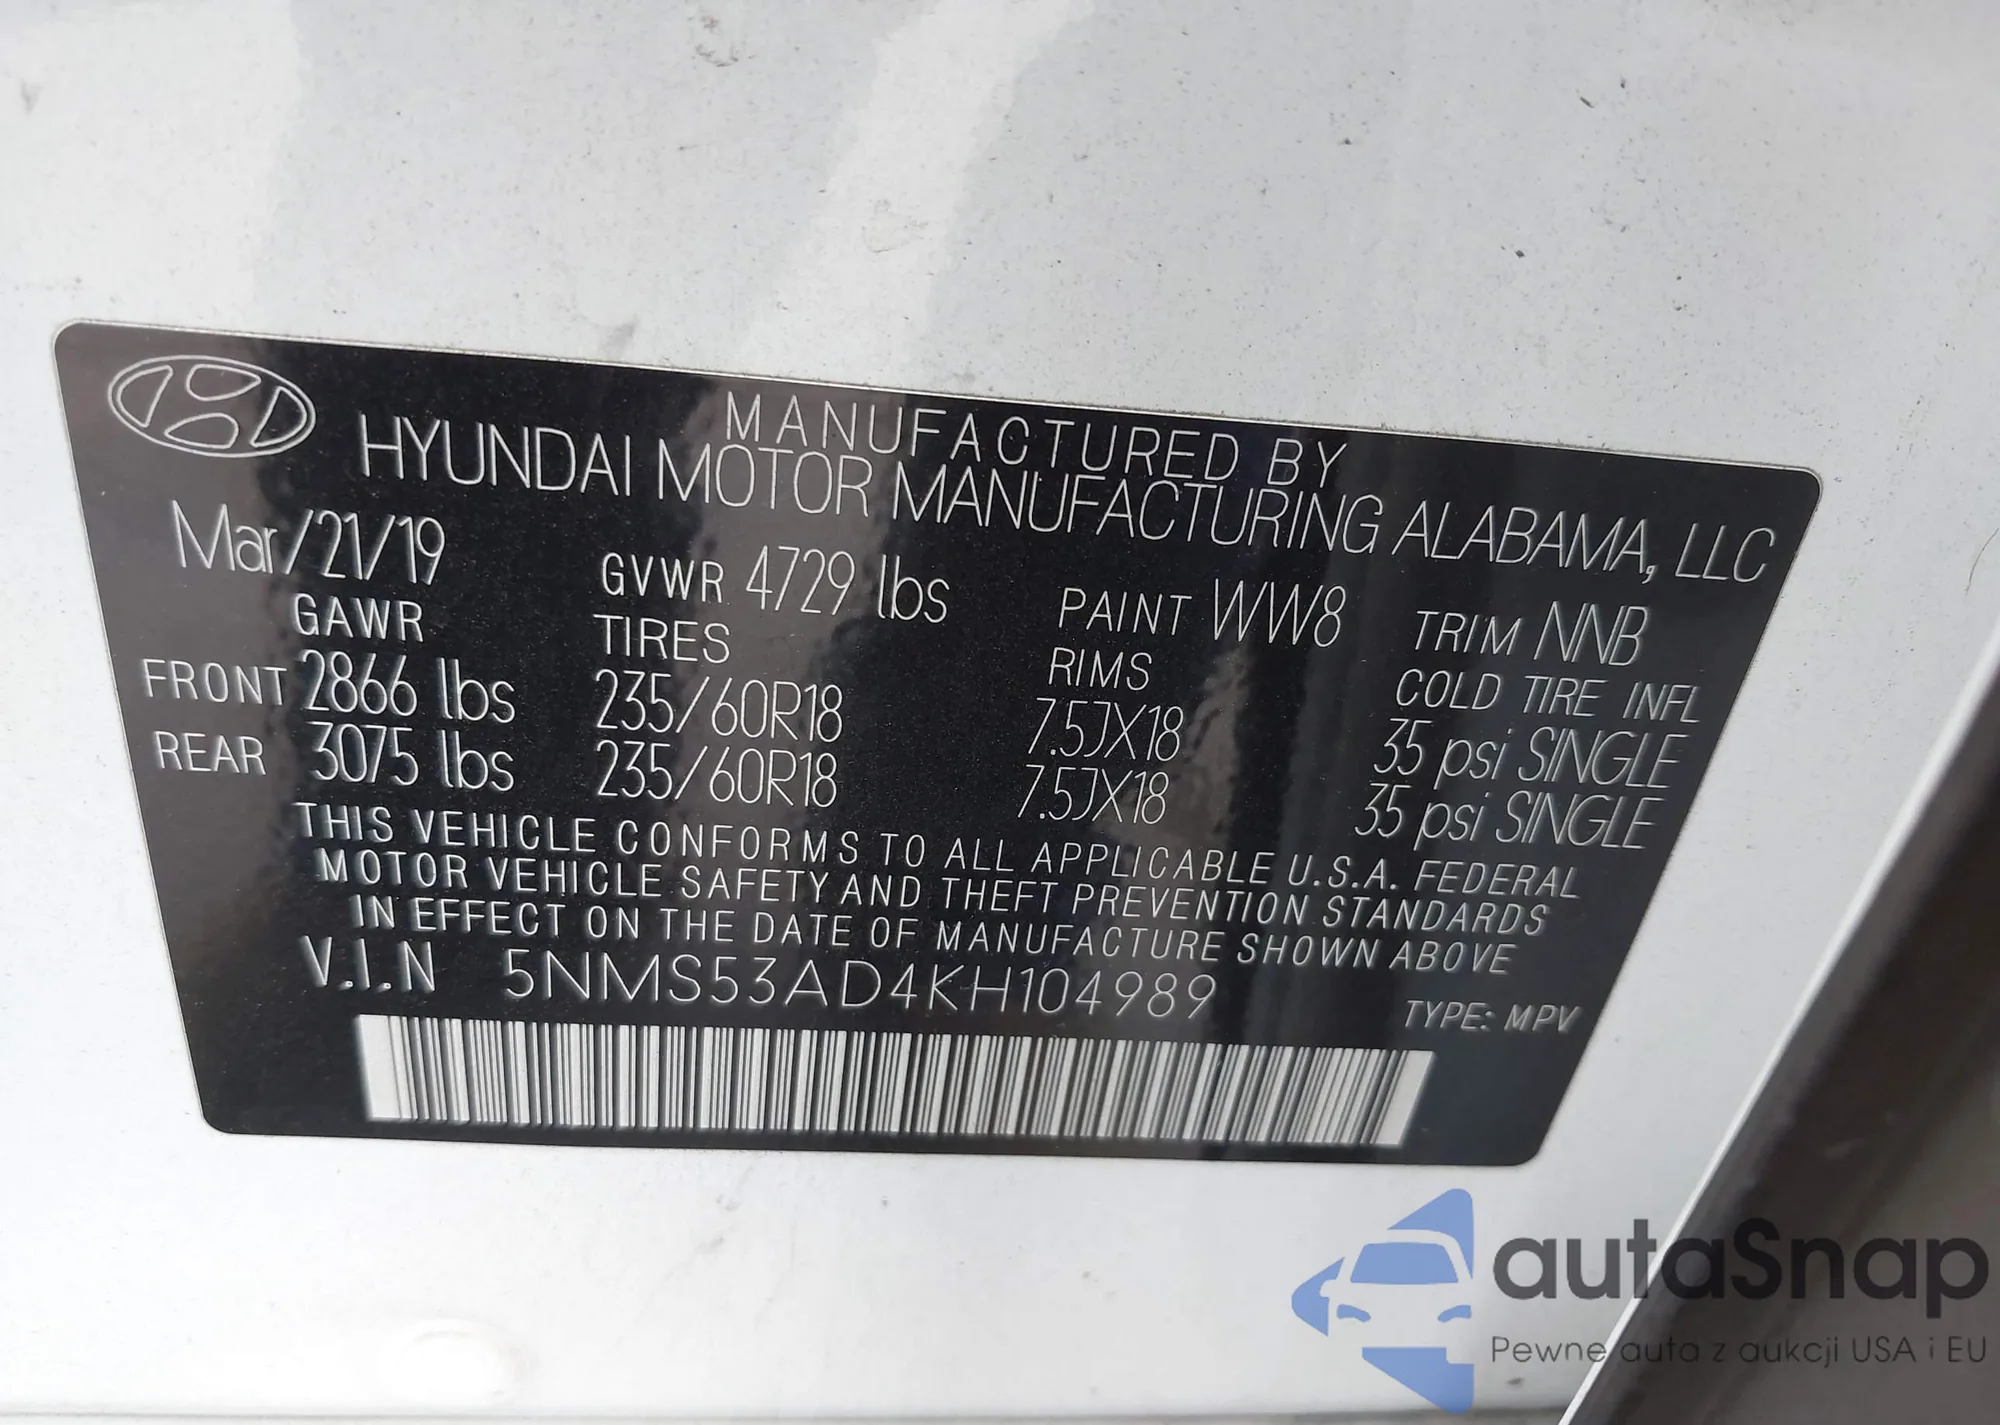 MANUFACTURED BY
HYUNDAI MOTOR MANUFACTURING ALABAMA, LLC
Mar/21/19 GVWR 4729 lbs PAINT WW8 TRIM NNB
GAWR TIRES RIMS COLD TIRE INFL
FRONT 2866 lbs 235/60R18 7.5JX18 35 psi SINGLE
REAR 3075 lbs 235/60R18 7.5JX18 35 psi SINGLE
THIS VEHICLE CONFORMS TO ALL APPLICABLE U.S.A. FEDERAL
MOTOR VEHICLE SAFETY AND THEFT PREVENTION STANDARDS
IN EFFECT ON THE DATE OF MANUFACTURE SHOWN ABOVE
V.I.N 5NMS53AD4KH104989 TYPE: MPV
autaSnap
Pewne auta z aukcji USA i EU